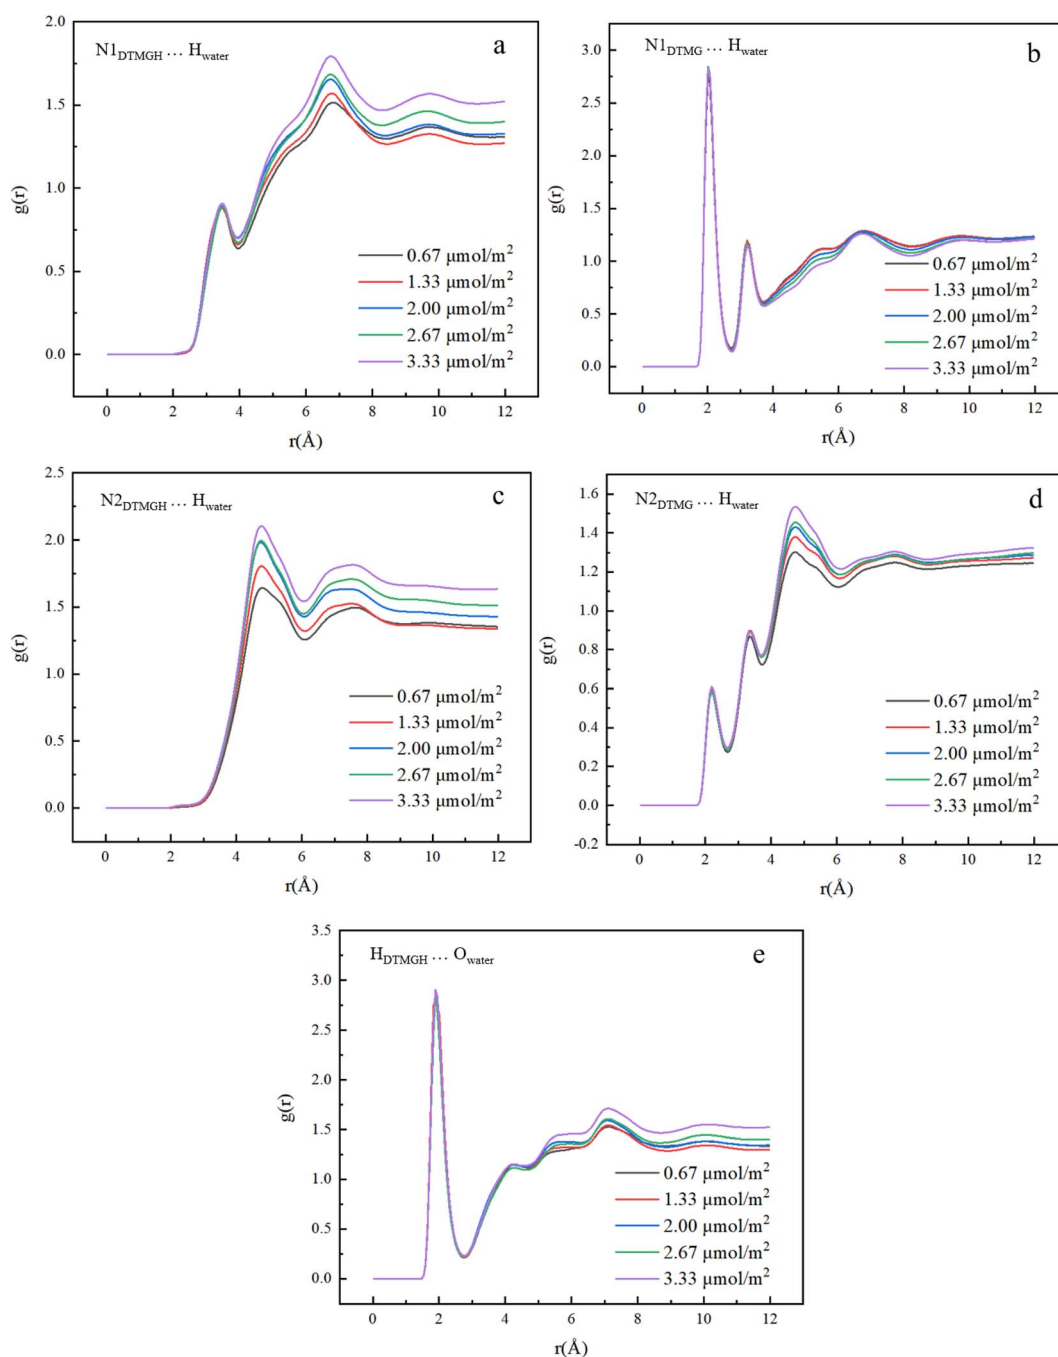 N1DTMGH ... Hwater
a
2.0
1.5
1.0
0.5
0.0
g(r)
0.67 μmol/m²
1.33 μmol/m²
2.00 μmol/m²
2.67 μmol/m²
3.33 μmol/m²
0 2 4 6 8 10 12
r(Å)
N1DTMG ... Hwater
b
3.0
2.5
2.0
1.5
1.0
0.5
0.0
g(r)
0.67 μmol/m²
1.33 μmol/m²
2.00 μmol/m²
2.67 μmol/m²
3.33 μmol/m²
0 2 4 6 8 10 12
r(Å)
N2DTMGH ... Hwater
c
2.5
2.0
1.5
1.0
0.5
0.0
g(r)
0.67 μmol/m²
1.33 μmol/m²
2.00 μmol/m²
2.67 μmol/m²
3.33 μmol/m²
0 2 4 6 8 10 12
r(Å)
N2DTMG ... Hwater
d
1.6
1.4
1.2
1.0
0.8
0.6
0.4
0.2
0.0
-0.2
g(r)
0.67 μmol/m²
1.33 μmol/m²
2.00 μmol/m²
2.67 μmol/m²
3.33 μmol/m²
0 2 4 6 8 10 12
r(Å)
HDTMGH ... Owater
e
3.5
3.0
2.5
2.0
1.5
1.0
0.5
0.0
g(r)
0.67 μmol/m²
1.33 μmol/m²
2.00 μmol/m²
2.67 μmol/m²
3.33 μmol/m²
0 2 4 6 8 10 12
r(Å)